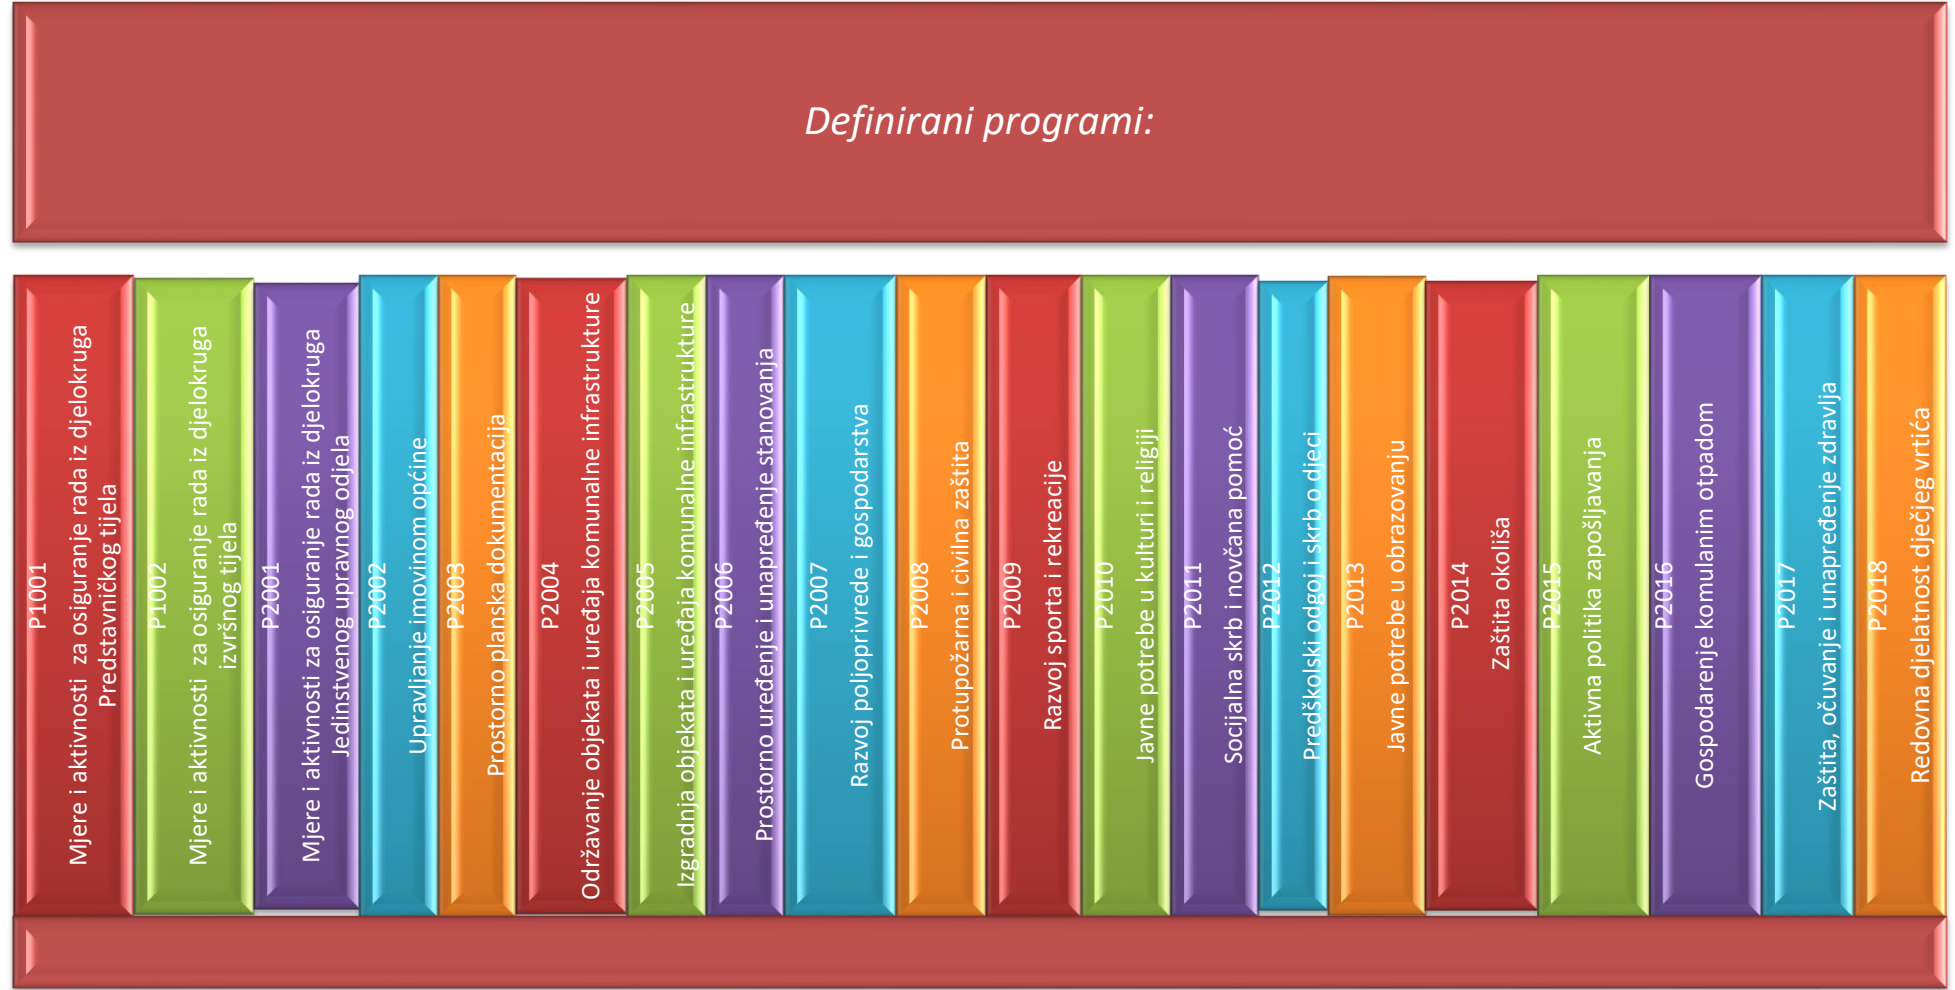 Definirani programi:
P1001
Mjere i aktivnosti  za osiguranje rada iz djelokruga
Predstavničkog tijela
P1002
Mjere i aktivnosti  za osiguranje rada iz djelokruga
izvršnog tijela
P2001
Mjere i aktivnosti za osiguranje rada iz djelokruga
Jedinstvenog upravnog odjela
P2002
Upravljanje imovinom općine
P2003
Prostorno planska dokumentacija
P2004
Održavanje objekata i uređaja komunalne infrastrukture
P2005
Izgradnja objekata i uređaja komunalne infrastrukture
P2006
Prostorno uređenje i unapređenje stanovanja
P2007
Razvoj poljoprivrede i gospodarstva
P2008
Protupožarna i civilna zaštita
P2009
Razvoj sporta i rekreacije
P2010
Javne potrebe u kulturi i religiji
P2011
Socijalna skrb i novčana pomoć
P2012
Predškolski odgoj i skrb o djeci
P2013
Javne potrebe u obrazovanju
P2014
Zaštita okoliša
P2015
Aktivna politika zapošljavanja
P2016
Gospodarenje komulanim otpadom
P2017
Zaštita, očuvanje i unapređenje zdravlja
P2018
Redovna djelatnost dječjeg vrtića